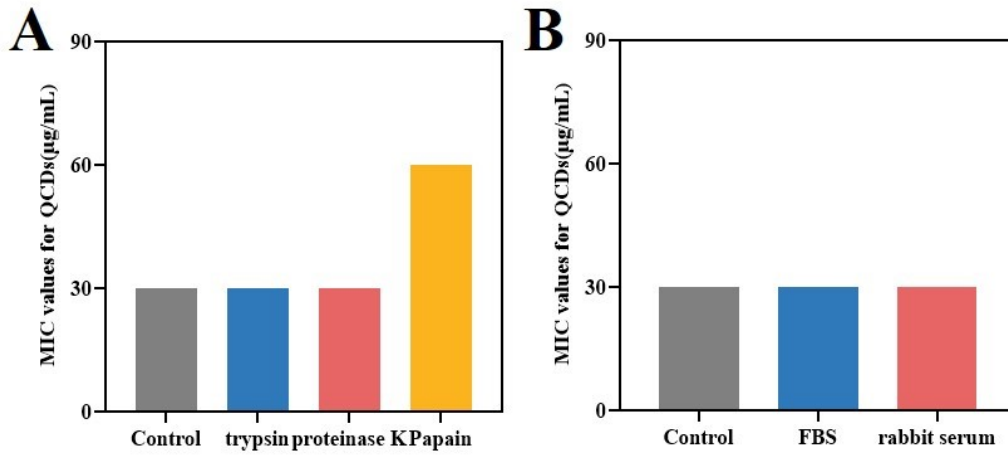 A
MIC values for QCDs(μg/mL)
90
60
30
0
Control trypsin proteinase K Papain
B
MIC values for QCDs(μg/mL)
90
60
30
0
Control FBS rabbit serum